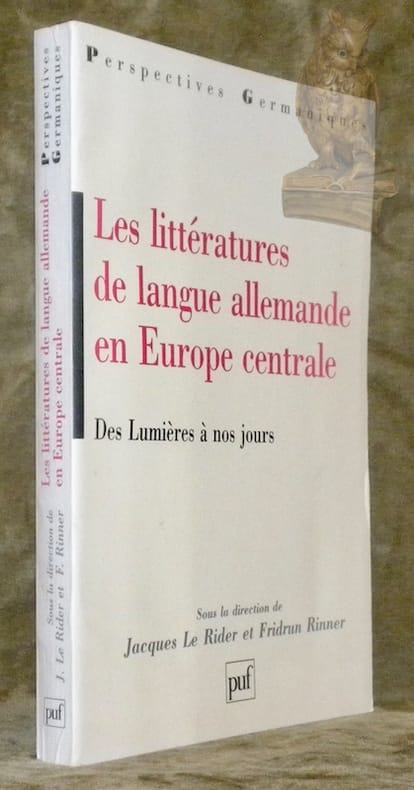 Perspectives Germaniques
Les littératures
de langue allemande
en Europe centrale
Des Lumières à nos jours
Sous la direction de
Jacques Le Rider et Fridrun Rinner
puf
Perspectives
Germaniques
Les littératures de langue allemande
en Europe centrale
Sous la direction de
J. Le Rider et F. Rinner
puf